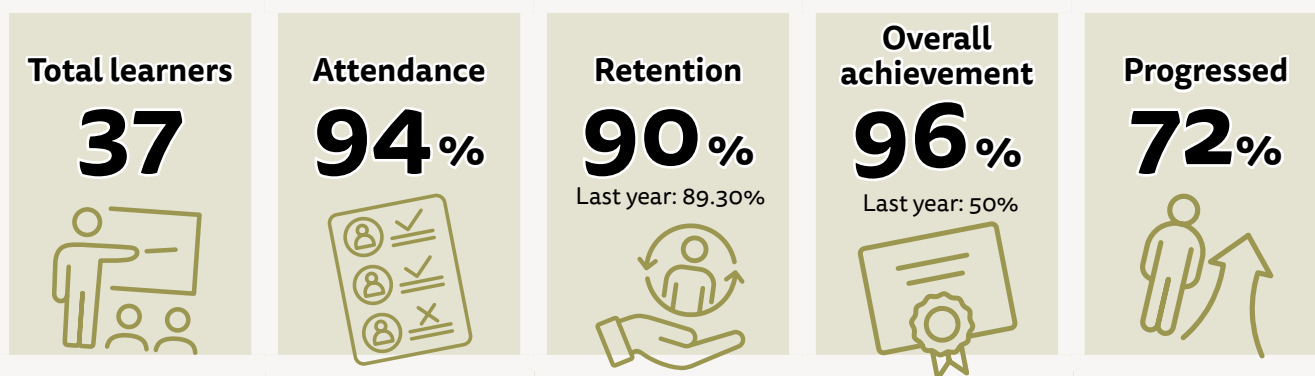 Total learners
37
Attendance
94%
Retention
90%
Last year: 89.30%
Overall
achievement
96%
Last year: 50%
Progressed
72%